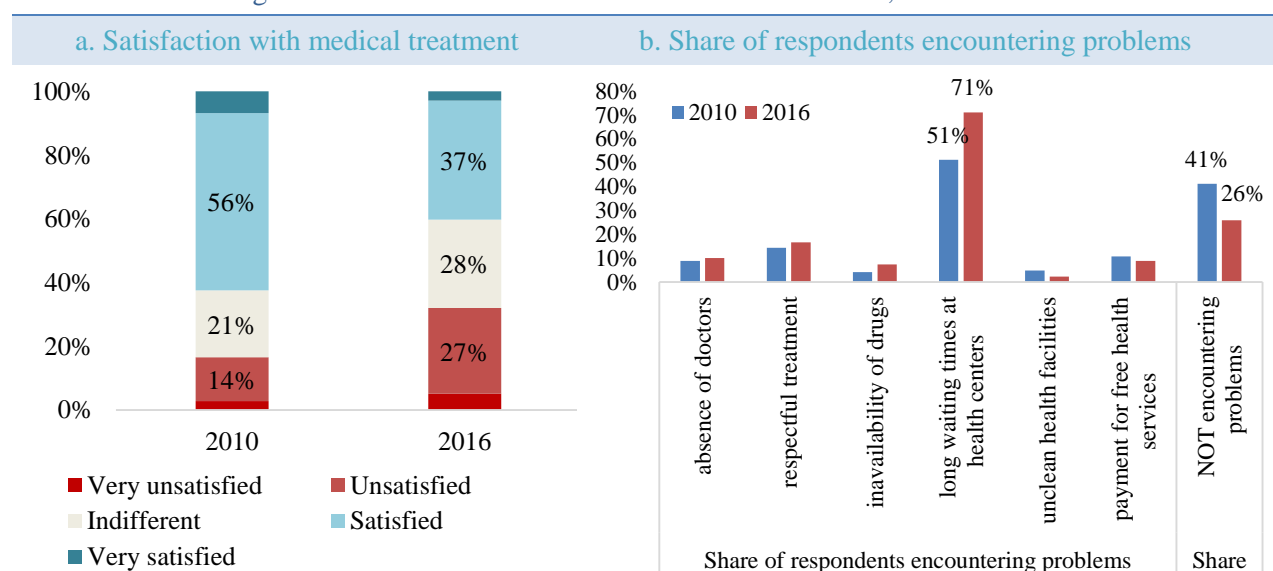 a. Satisfaction with medical treatment
100%
80%
60%
40%
20%
0%
56%
21%
14%
37%
28%
27%
2010
2016
Very unsatisfied
Unsatisfied
Indifferent
Satisfied
Very satisfied
b. Share of respondents encountering problems
80%
70%
60%
50%
40%
30%
20%
10%
0%
2010
2016
51%
71%
41%
26%
absence of doctors
respectful treatment
inavailability of drugs
long waiting times at
health centers
unclean health facilities
payment for free health
services
NOT encountering
problems
Share of respondents encountering problems
Share